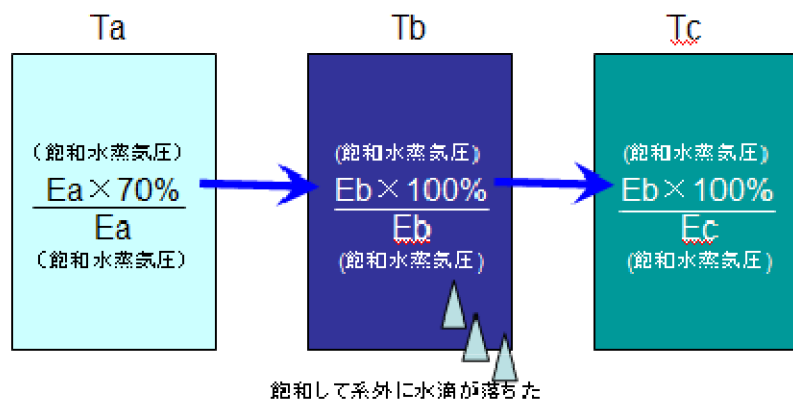 Ta
(飽和水蒸気圧)
Ea×70%
Ea
(飽和水蒸気圧)
Tb
(飽和水蒸気圧)
Eb×100%
Eb
(飽和水蒸気圧)
Tc
(飽和水蒸気圧)
Eb×100%
Ec
(飽和水蒸気圧)
飽和して系外に水滴が落ちた